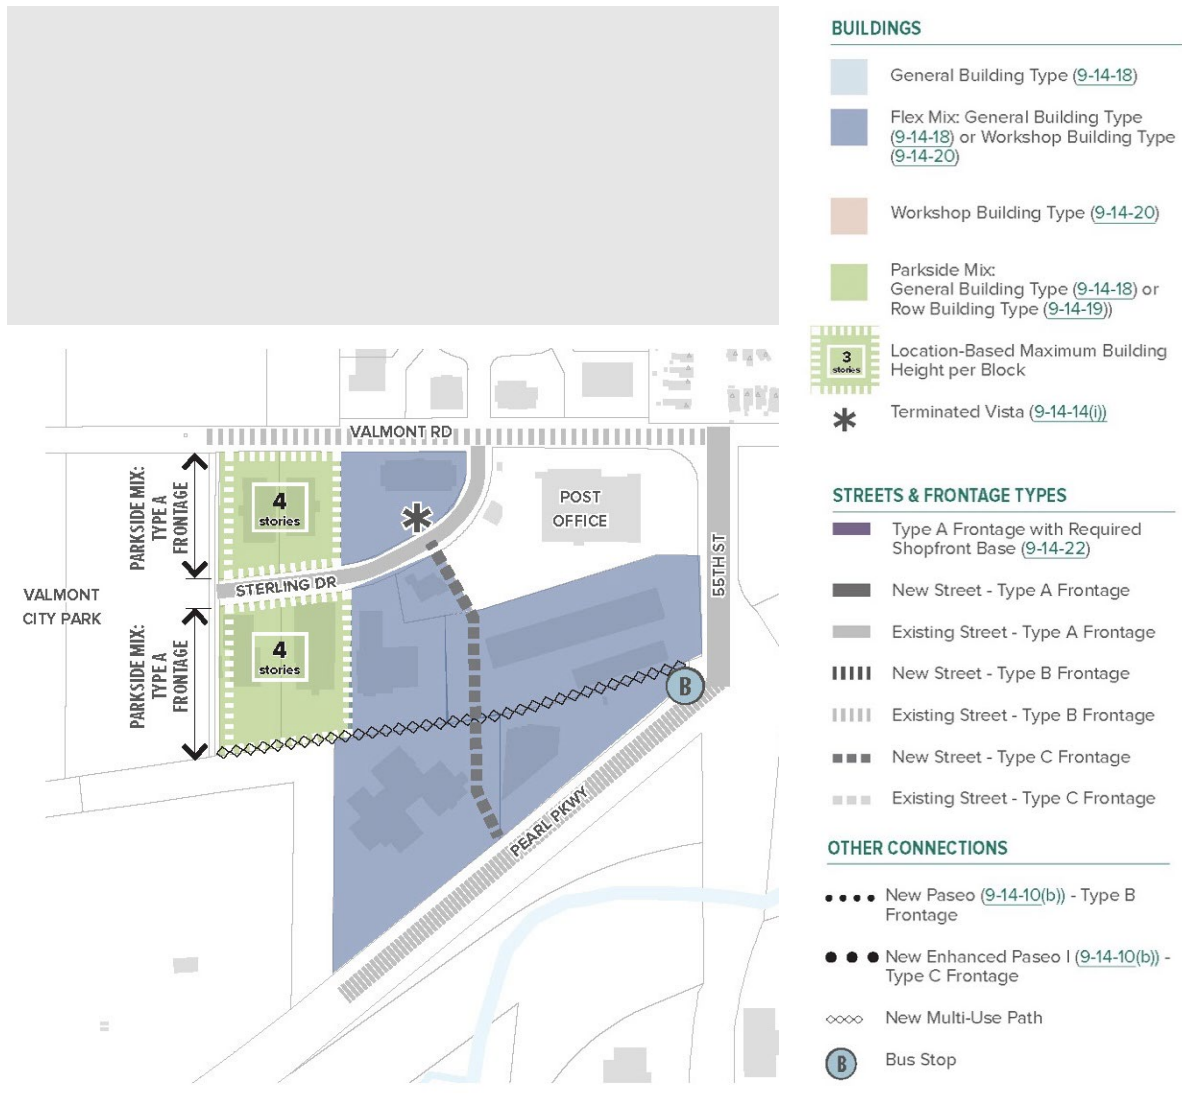 VALMONT RD
PARKSIDE MIX:
TYPE A
FRONTAGE
4
stories
POST
OFFICE
55TH ST
STERLING DR
VALMONT
CITY PARK
PARKSIDE MIX:
TYPE A
FRONTAGE
4
stories
B
PEARL PKWY
BUILDINGS
General Building Type (9-14-18)
Flex Mix: General Building Type
(9-14-18) or Workshop Building Type
(9-14-20)
Workshop Building Type (9-14-20)
Parkside Mix:
General Building Type (9-14-18) or
Row Building Type (9-14-19))
3
stories
Location-Based Maximum Building
Height per Block
Terminated Vista (9-14-14(i))
STREETS & FRONTAGE TYPES
Type A Frontage with Required
Shopfront Base (9-14-22)
New Street - Type A Frontage
Existing Street - Type A Frontage
New Street - Type B Frontage
Existing Street - Type B Frontage
New Street - Type C Frontage
Existing Street - Type C Frontage
OTHER CONNECTIONS
New Paseo (9-14-10(b)) - Type B
Frontage
New Enhanced Paseo I (9-14-10(b)) -
Type C Frontage
New Multi-Use Path
B
Bus Stop